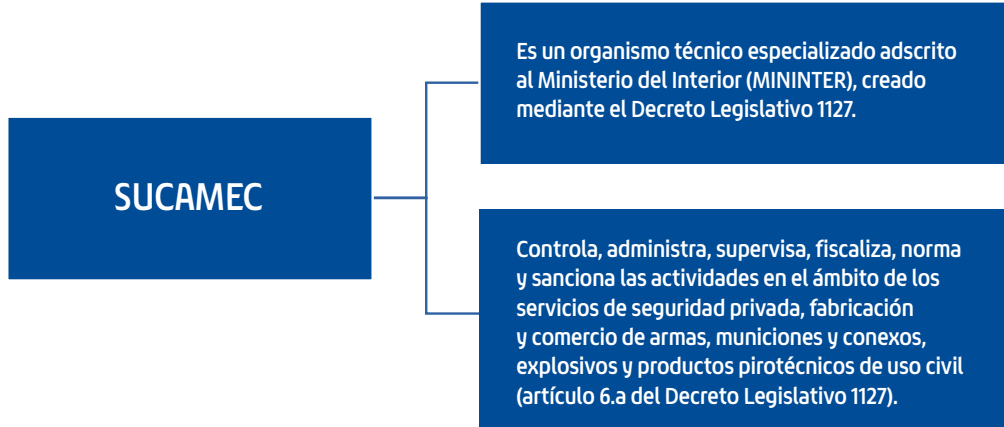 SUCAMEC
Es un organismo técnico especializado adscrito
al Ministerio del Interior (MININTER), creado
mediante el Decreto Legislativo 1127.
Controla, administra, supervisa, fiscaliza, norma
y sanciona las actividades en el ámbito de los
servicios de seguridad privada, fabricación
y comercio de armas, municiones y conexos,
explosivos y productos pirotécnicos de uso civil
(artículo 6.a del Decreto Legislativo 1127).